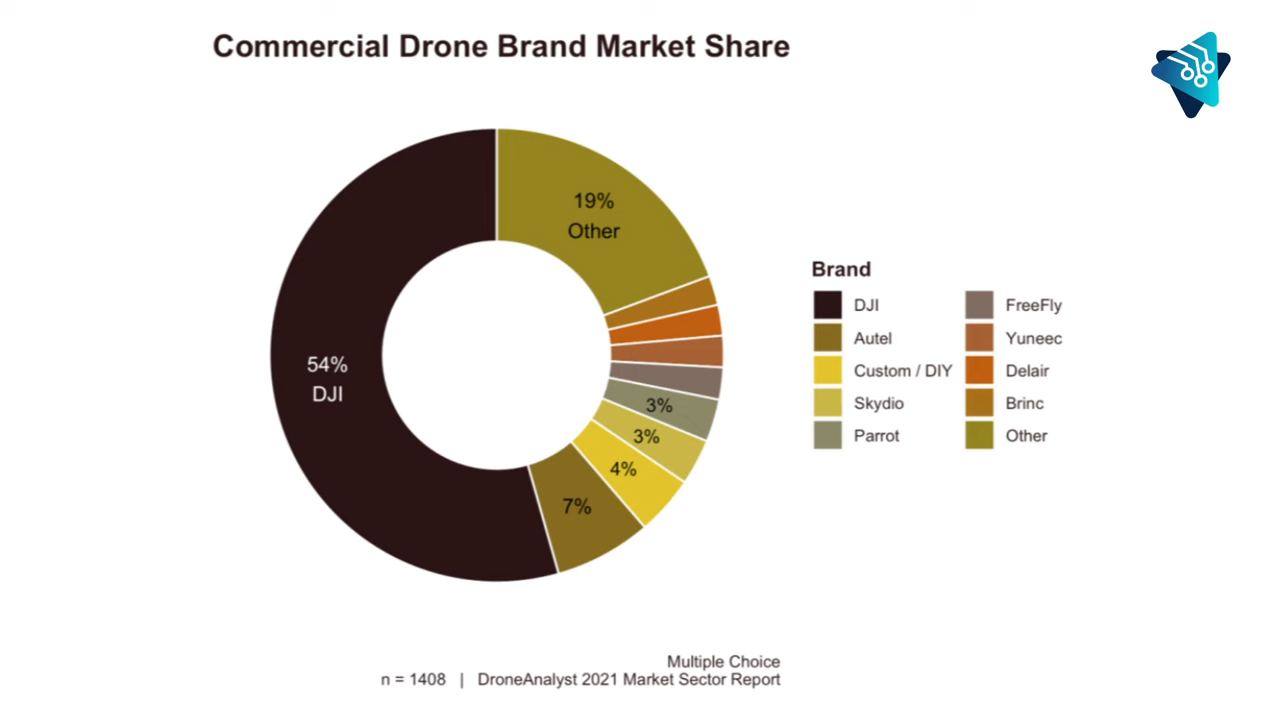 Commercial Drone Brand Market Share
19%
Other
54%
DJI
3%
3%
4%
7%
Brand
DJI
Autel
Custom / DIY
Skydio
Parrot
FreeFly
Yuneec
Delair
Brinc
Other
Multiple Choice
n = 1408 | DroneAnalyst 2021 Market Sector Report